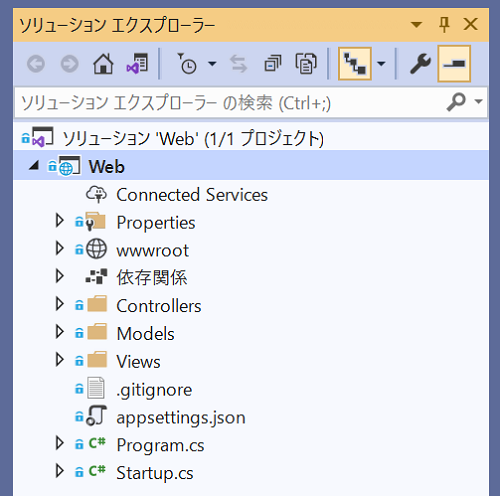 ソリューション エクスプローラー
ソリューション エクスプローラー の検索 (Ctrl+;)
ソリューション 'Web' (1/1 プロジェクト)
Web
Connected Services
Properties
wwwroot
依存関係
Controllers
Models
Views
.gitignore
appsettings.json
C# Program.cs
C# Startup.cs